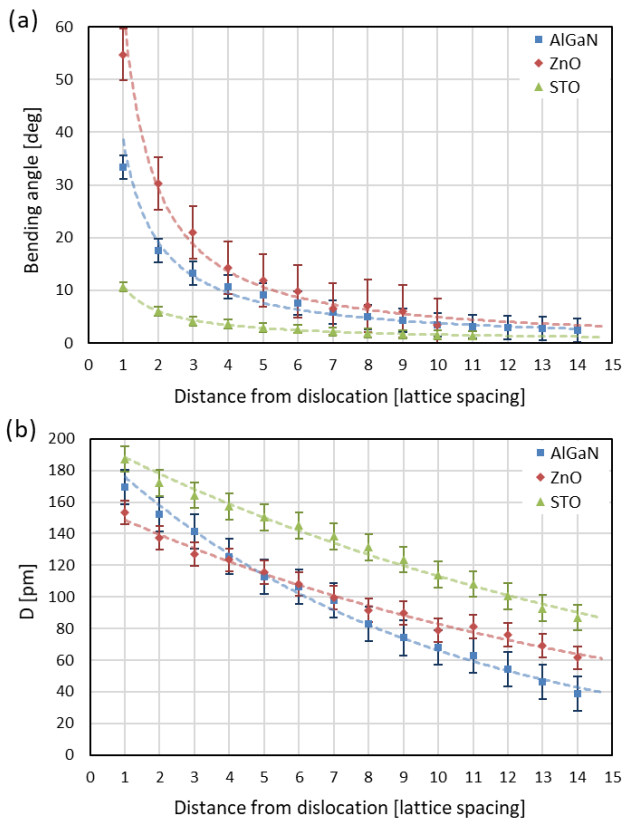 (a)
60
50
40
30
20
10
0
Bending angle [deg]
AlGaN
ZnO
STO
0 1 2 3 4 5 6 7 8 9 10 11 12 13 14 15
Distance from dislocation [lattice spacing]
(b)
200
180
160
140
120
100
80
60
40
20
0
D [pm]
AlGaN
ZnO
STO
0 1 2 3 4 5 6 7 8 9 10 11 12 13 14 15
Distance from dislocation [lattice spacing]